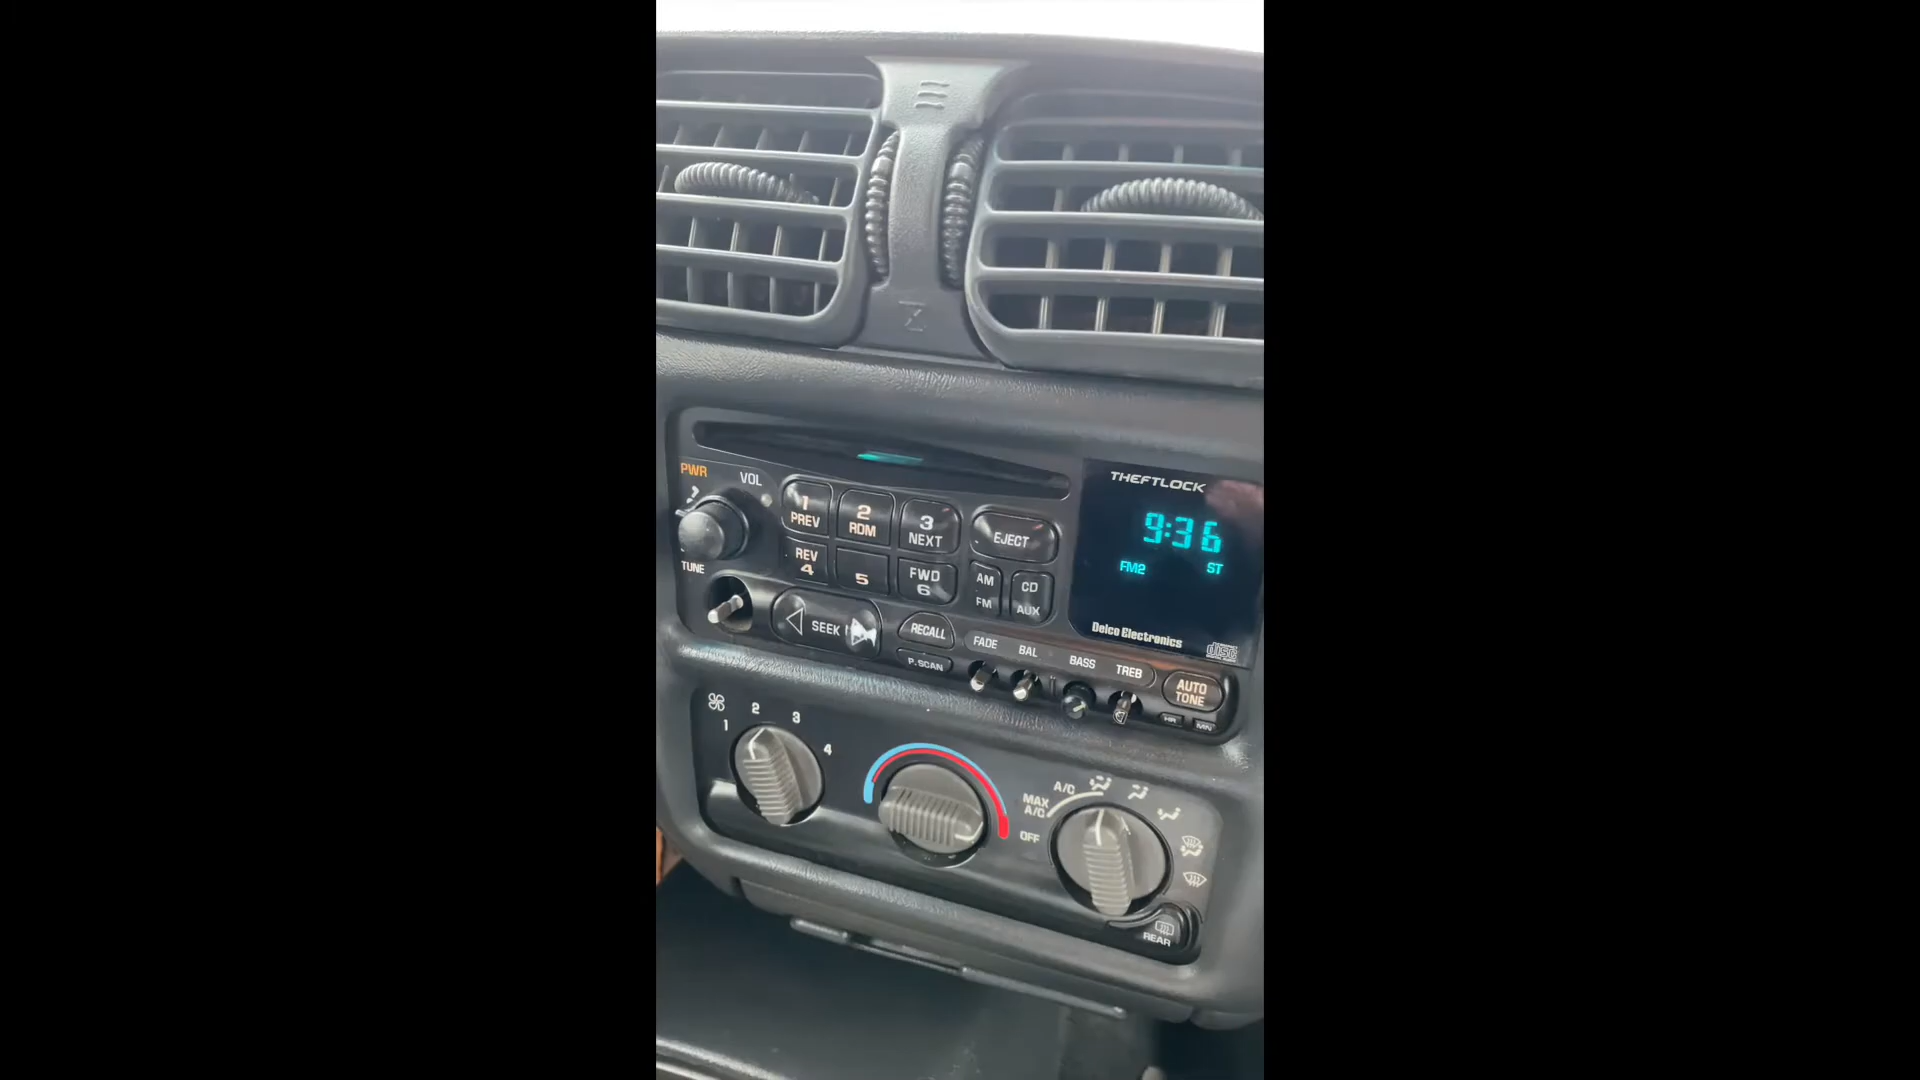 THEFTLOCK
PWR
VOL
1
PREV
2
RDM
3
NEXT
EJECT
9:36
FM2
ST
TUNE
REV
4
5
FWD
6
AM
FM
CD
AUX
SEEK
RECALL
P.SCAN
FADE
BAL
BASS
TREB
AUTO
TONE
Delco Electronics
1
2
3
4
MAX
A/C
A/C
OFF
REAR